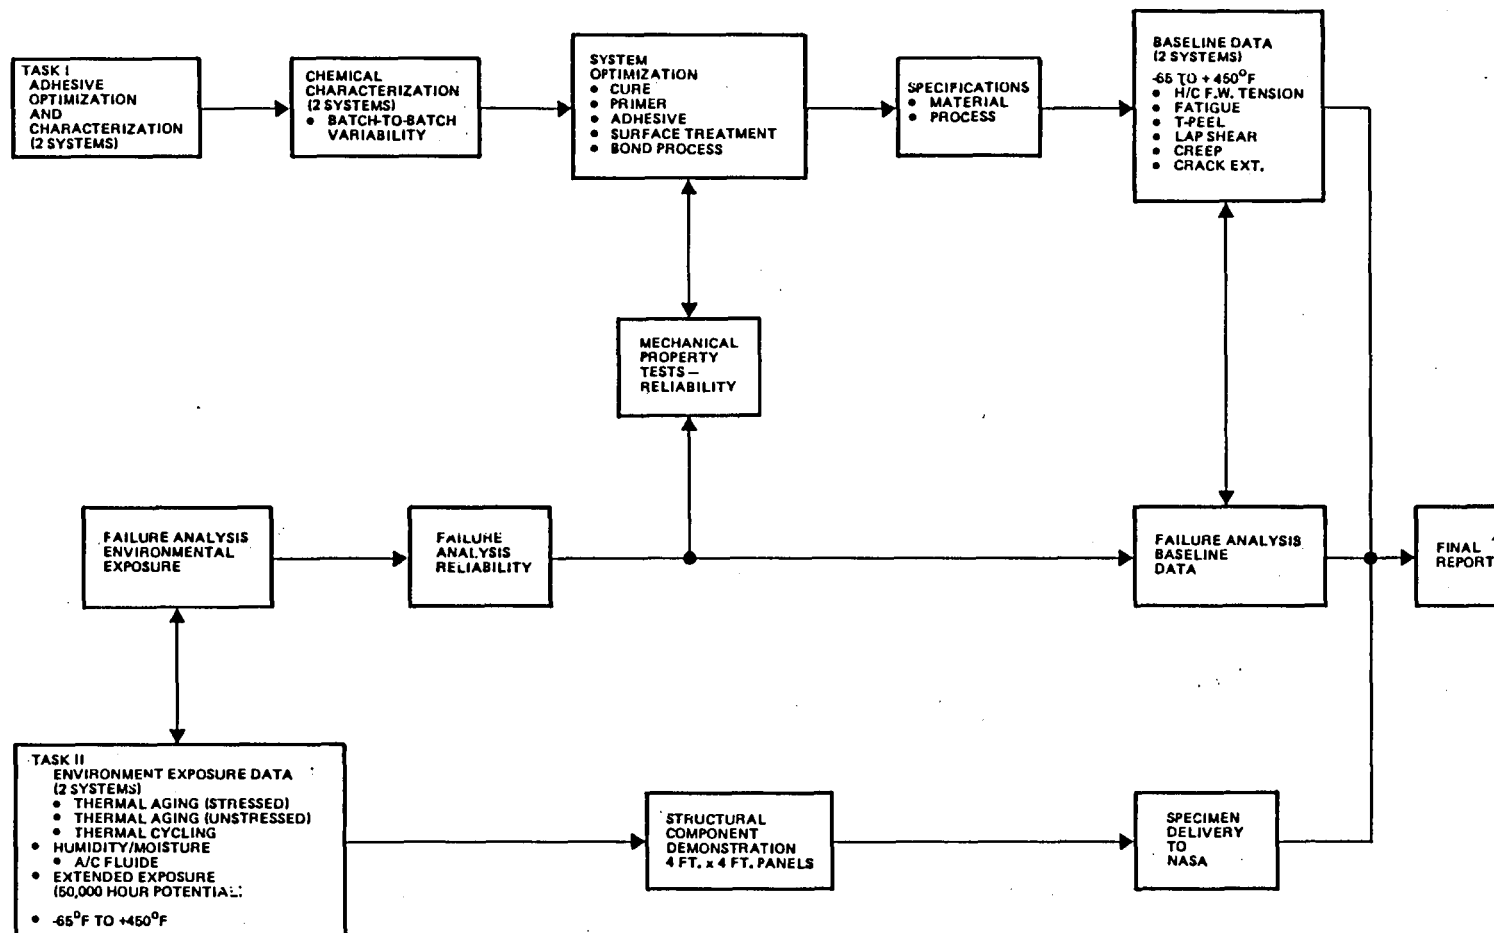 TASK I
ADHESIVE
OPTIMIZATION
AND
CHARACTERIZATION
(2 SYSTEMS)
CHEMICAL
CHARACTERIZATION
(2 SYSTEMS)
• BATCH-TO-BATCH
VARIABILITY
SYSTEM
OPTIMIZATION
• CURE
• PRIMER
• ADHESIVE
• SURFACE TREATMENT
• BOND PROCESS
SPECIFICATIONS
• MATERIAL
• PROCESS
BASELINE DATA
(2 SYSTEMS)
-65 TO + 450°F
• H/C F.W. TENSION
• FATIGUE
• T-PEEL
• LAP SHEAR
• CREEP
• CRACK EXT.
MECHANICAL
PROPERTY
TESTS—
RELIABILITY
FAILURE ANALYSIS
ENVIRONMENTAL
EXPOSURE
FAILURE
ANALYSIS
RELIABILITY
FAILURE ANALYSIS
BASELINE
DATA
FINAL
REPORT
TASK II
ENVIRONMENT EXPOSURE DATA
(2 SYSTEMS)
• THERMAL AGING (STRESSED)
• THERMAL AGING (UNSTRESSED)
• THERMAL CYCLING
• HUMIDITY/MOISTURE
• A/C FLUIDE
• EXTENDED EXPOSURE
(50,000 HOUR POTENTIAL)
• -65°F TO +450°F
STRUCTURAL
COMPONENT
DEMONSTRATION
4 FT. x 4 FT. PANELS
SPECIMEN
DELIVERY
TO
NASA